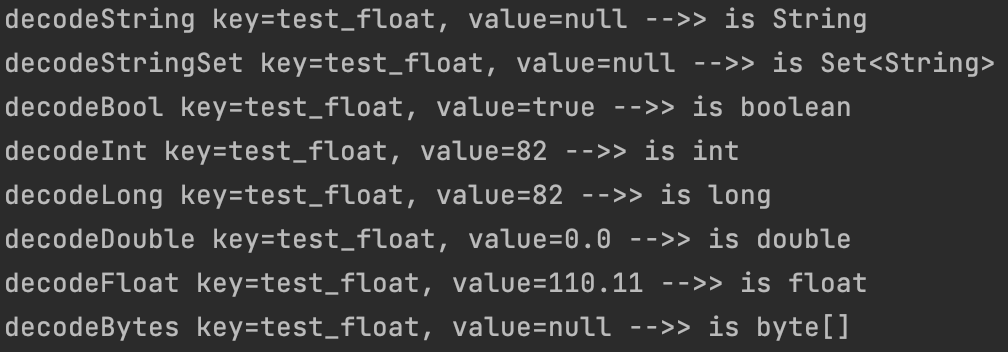 decodeString key=test_float, value=null -->> is String
decodeStringSet key=test_float, value=null -->> is Set<String>
decodeBool key=test_float, value=true -->> is boolean
decodeInt key=test_float, value=82 -->> is int
decodeLong key=test_float, value=82 -->> is long
decodeDouble key=test_float, value=0.0 -->> is double
decodeFloat key=test_float, value=110.11 -->> is float
decodeBytes key=test_float, value=null -->> is byte[]